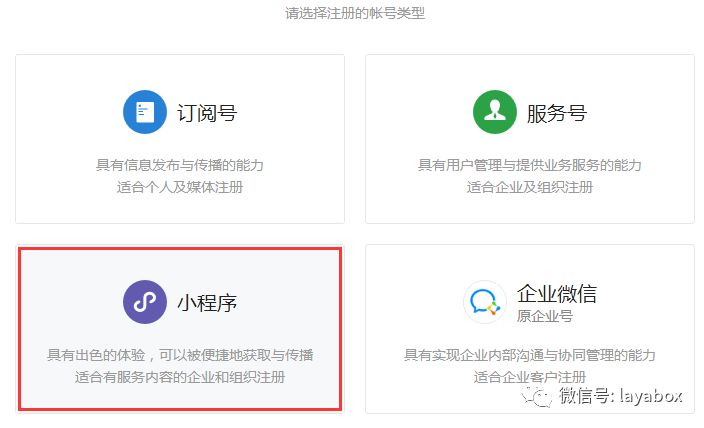 请选择注册的帐号类型
订阅号
具有信息发布与传播的能力
适合个人及媒体注册
服务号
具有用户管理与提供业务服务的能力
适合企业及组织注册
小程序
具有出色的体验，可以被便捷地获取与传播
适合有服务内容的企业和组织注册
企业微信
原企业号
具有实现企业内部沟通与协同管理的能力
适合企业客户注册
微信号: layabox